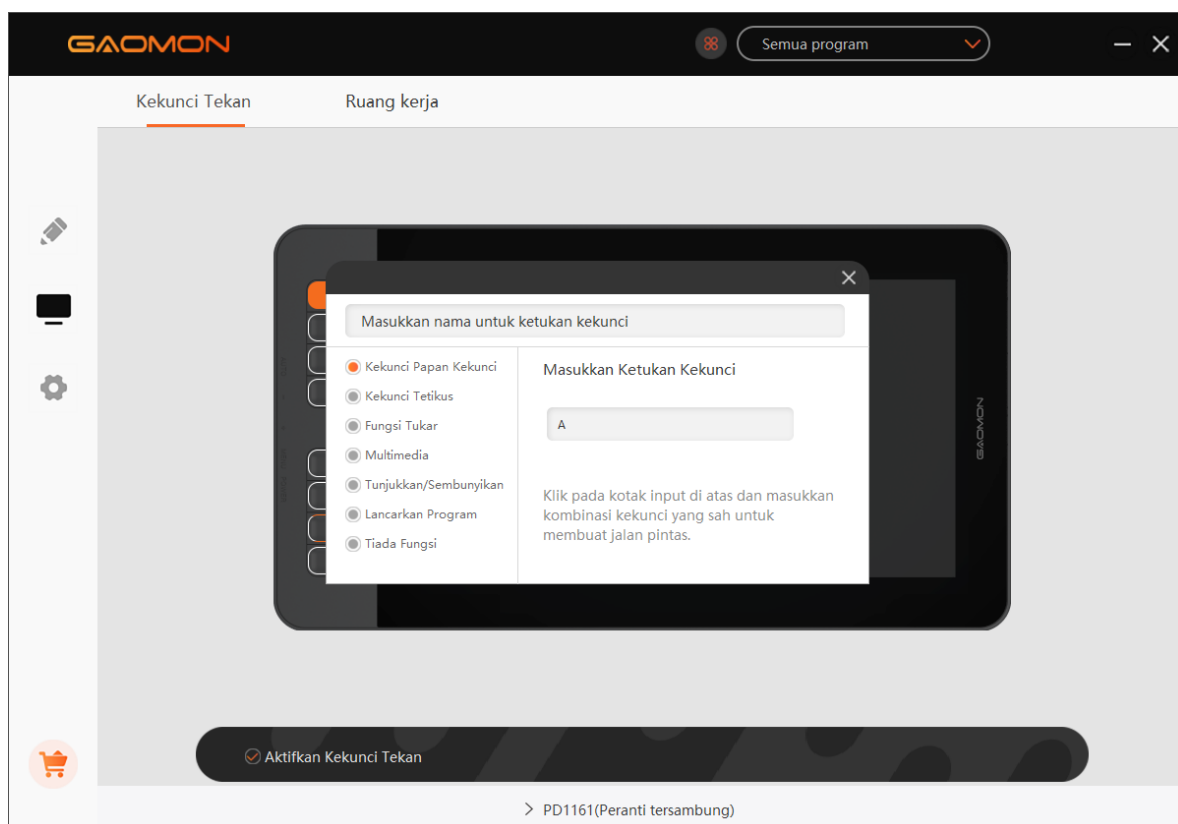 GAOMON
Semua program
Kekunci Tekan
Ruang kerja
Masukkan nama untuk ketukan kekunci
Kekunci Papan Kekunci
Kekunci Tetikus
Fungsi Tukar
Multimedia
Tunjukkan/Sembunyikan
Lancarkan Program
Tiada Fungsi
Masukkan Ketukan Kekunci
A
Klik pada kotak input di atas dan masukkan
kombinasi kekunci yang sah untuk
membuat jalan pintas.
GAOMON
Aktifkan Kekunci Tekan
PD1161(Peranti tersambung)